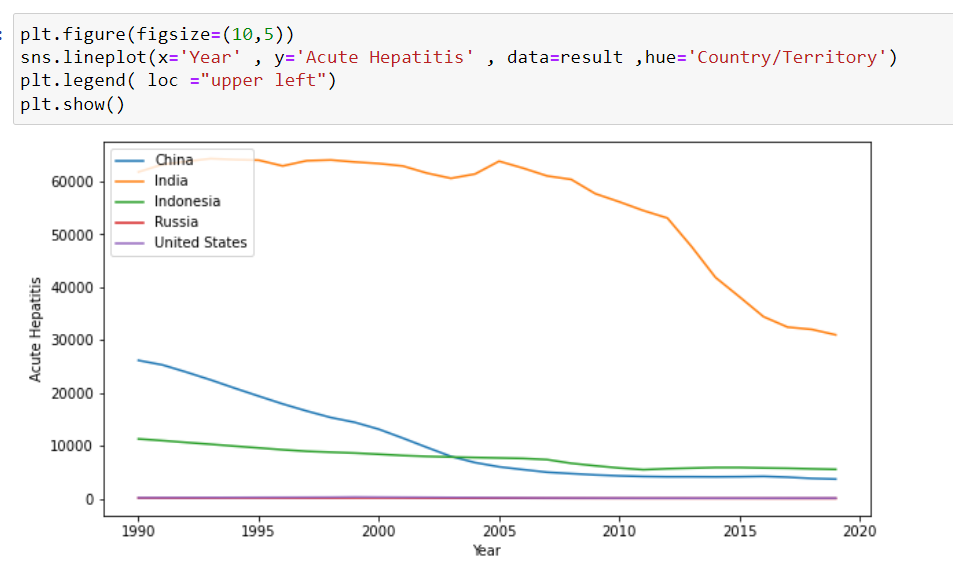 :
plt.figure(figsize=(10,5))
sns.lineplot(x='Year' , y='Acute Hepatitis' , data=result ,hue='Country/Territory')
plt.legend( loc ="upper left")
plt.show()
China
India
Indonesia
Russia
United States
60000
50000
40000
30000
20000
10000
0
Acute Hepatitis
1990 1995 2000 2005 2010 2015 2020
Year